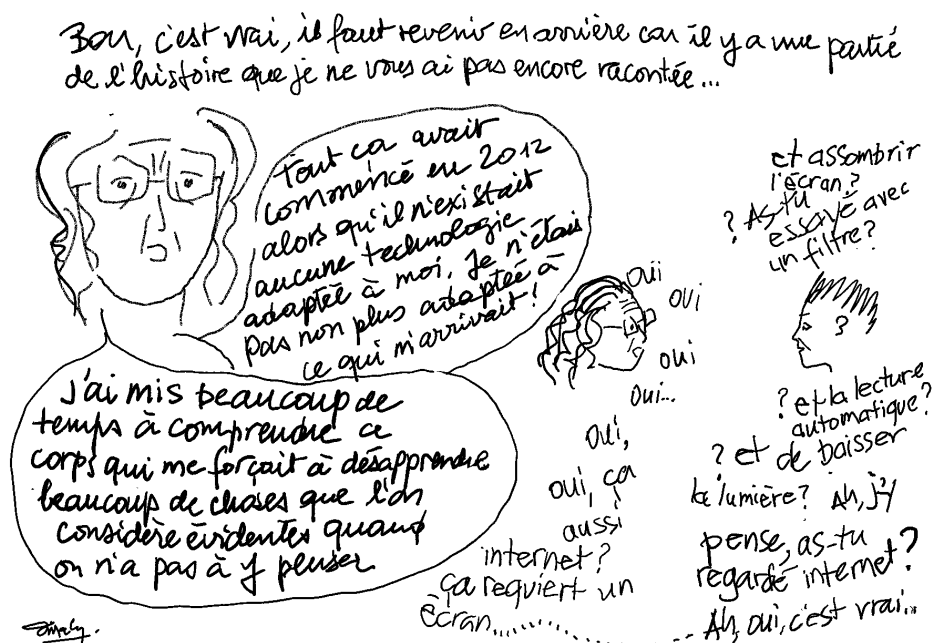 Bon, c'est vrai, il faut revenir en arrière car il y a une partie
de l'histoire que je ne vous ai pas encore racontée...
Tout ça avait
commencé en 2012
alors qu'il n'existait
aucune technologie
adaptée à moi. Je n'étais
pas non plus adaptée à
ce qui m'arrivait !
J'ai mis beaucoup de
temps à comprendre ce
corps qui me forçait à désapprendre
beaucoup de choses que l'on
considère évidentes quand
on n'a pas à y penser
et assombrir
l'écran ?
? As-tu
essayé avec
un filtre ?
oui
oui
oui
oui...
?
? et la lecture
automatique ?
? et de baisser
la lumière ? Ah, j'y
pense, as-tu
regardé internet ?
Oui,
oui, ça
aussi
internet ?
ça requiert un
écran...
Ah, oui, c'est vrai...